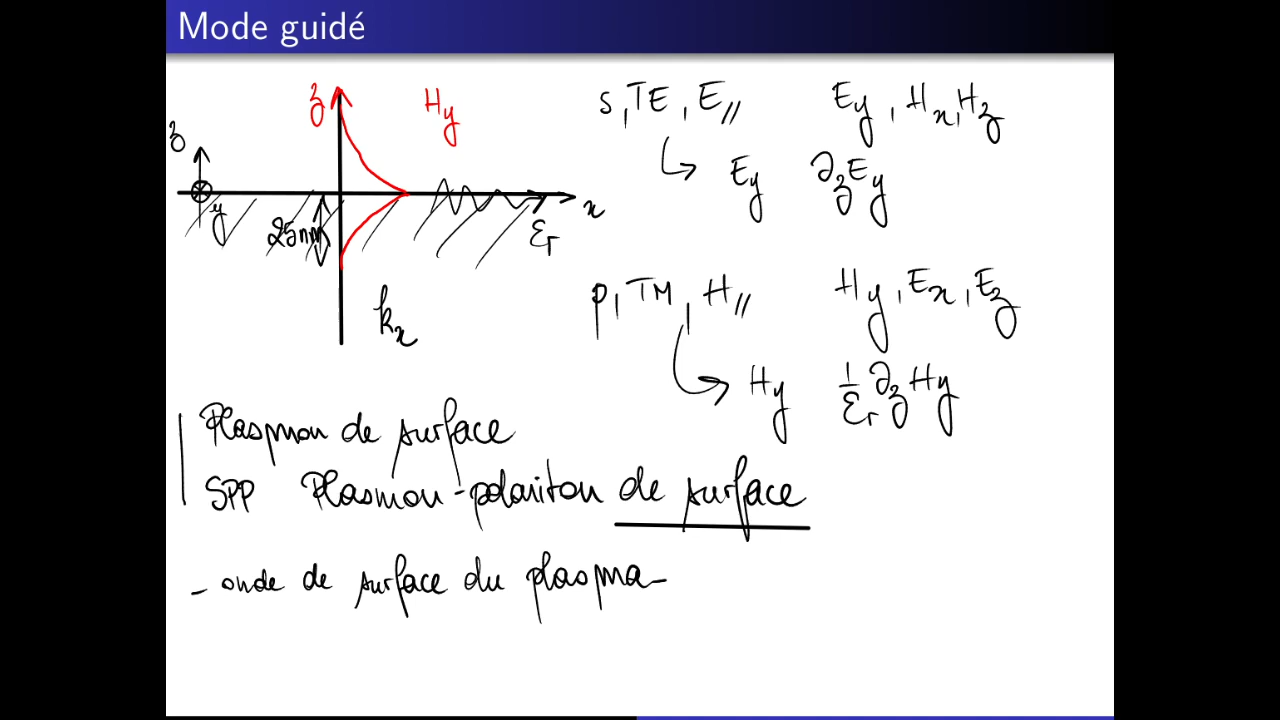 Mode guidé
z Hy
z
y 25nm εr x
kx
s, TE, E// Ey, Hx, Hz
Ey ∂zEy
p, TM, H// Hy, Ex, Ez
Hy 1/εr ∂zHy
Plasmon de surface
SPP Plasmon-polariton de surface
- onde de surface du plasma -